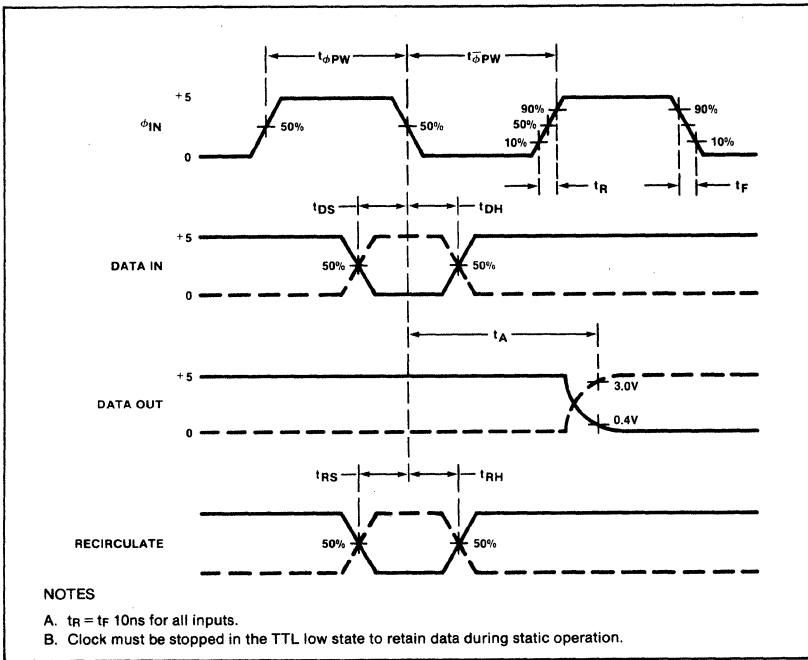 tϕPW
tϕ̅PW
+5
ϕIN
0
50%
50%
90%
50%
10%
90%
10%
tR
tF
tDS
tDH
+5
DATA IN
0
50%
50%
tA
+5
DATA OUT
0
3.0V
0.4V
tRS
tRH
RECIRCULATE
50%
50%
NOTES
A. tR = tF 10ns for all inputs.
B. Clock must be stopped in the TTL low state to retain data during static operation.